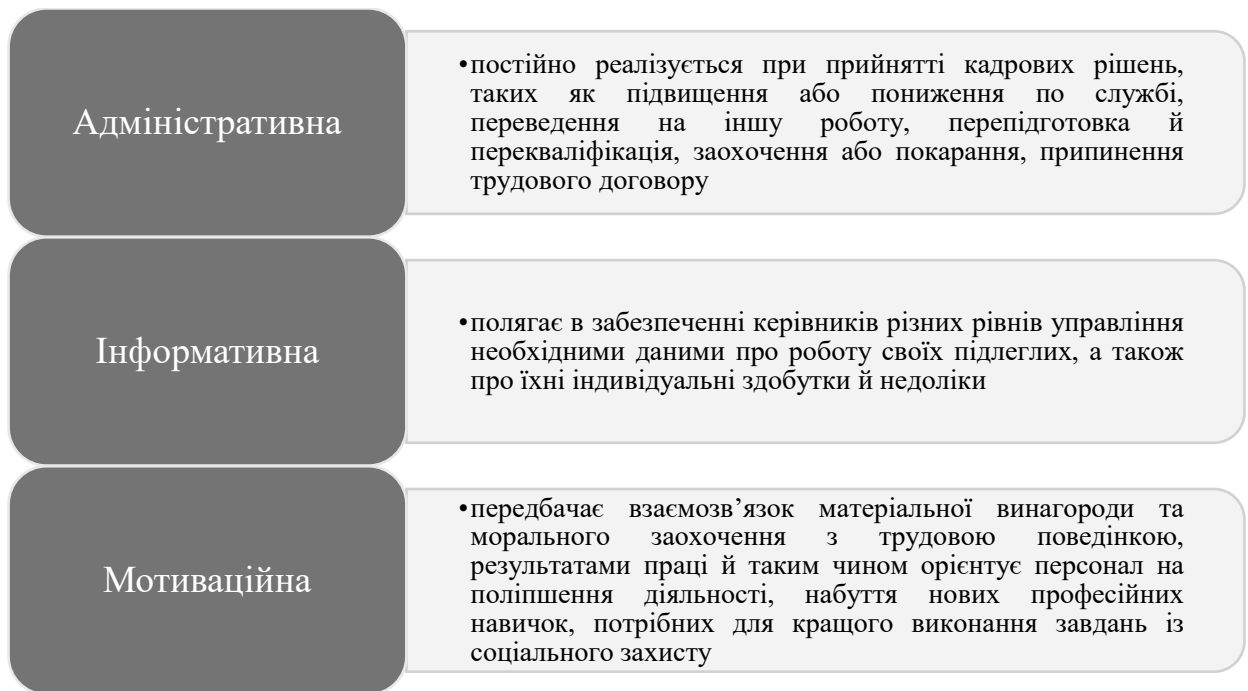 Адміністративна
•постійно реалізується при прийнятті кадрових рішень,
таких як підвищення або пониження по службі,
переведення на іншу роботу, перепідготовка й
перекваліфікація, заохочення або покарання, припинення
трудового договору
Інформативна
•полягає в забезпеченні керівників різних рівнів управління
необхідними даними про роботу своїх підлеглих, а також
про їхні індивідуальні здобутки й недоліки
Мотиваційна
•передбачає взаємозв’язок матеріальної винагороди та
морального заохочення з трудовою поведінкою,
результатами праці й таким чином орієнтує персонал на
поліпшення діяльності, набуття нових професійних
навичок, потрібних для кращого виконання завдань із
соціального захисту